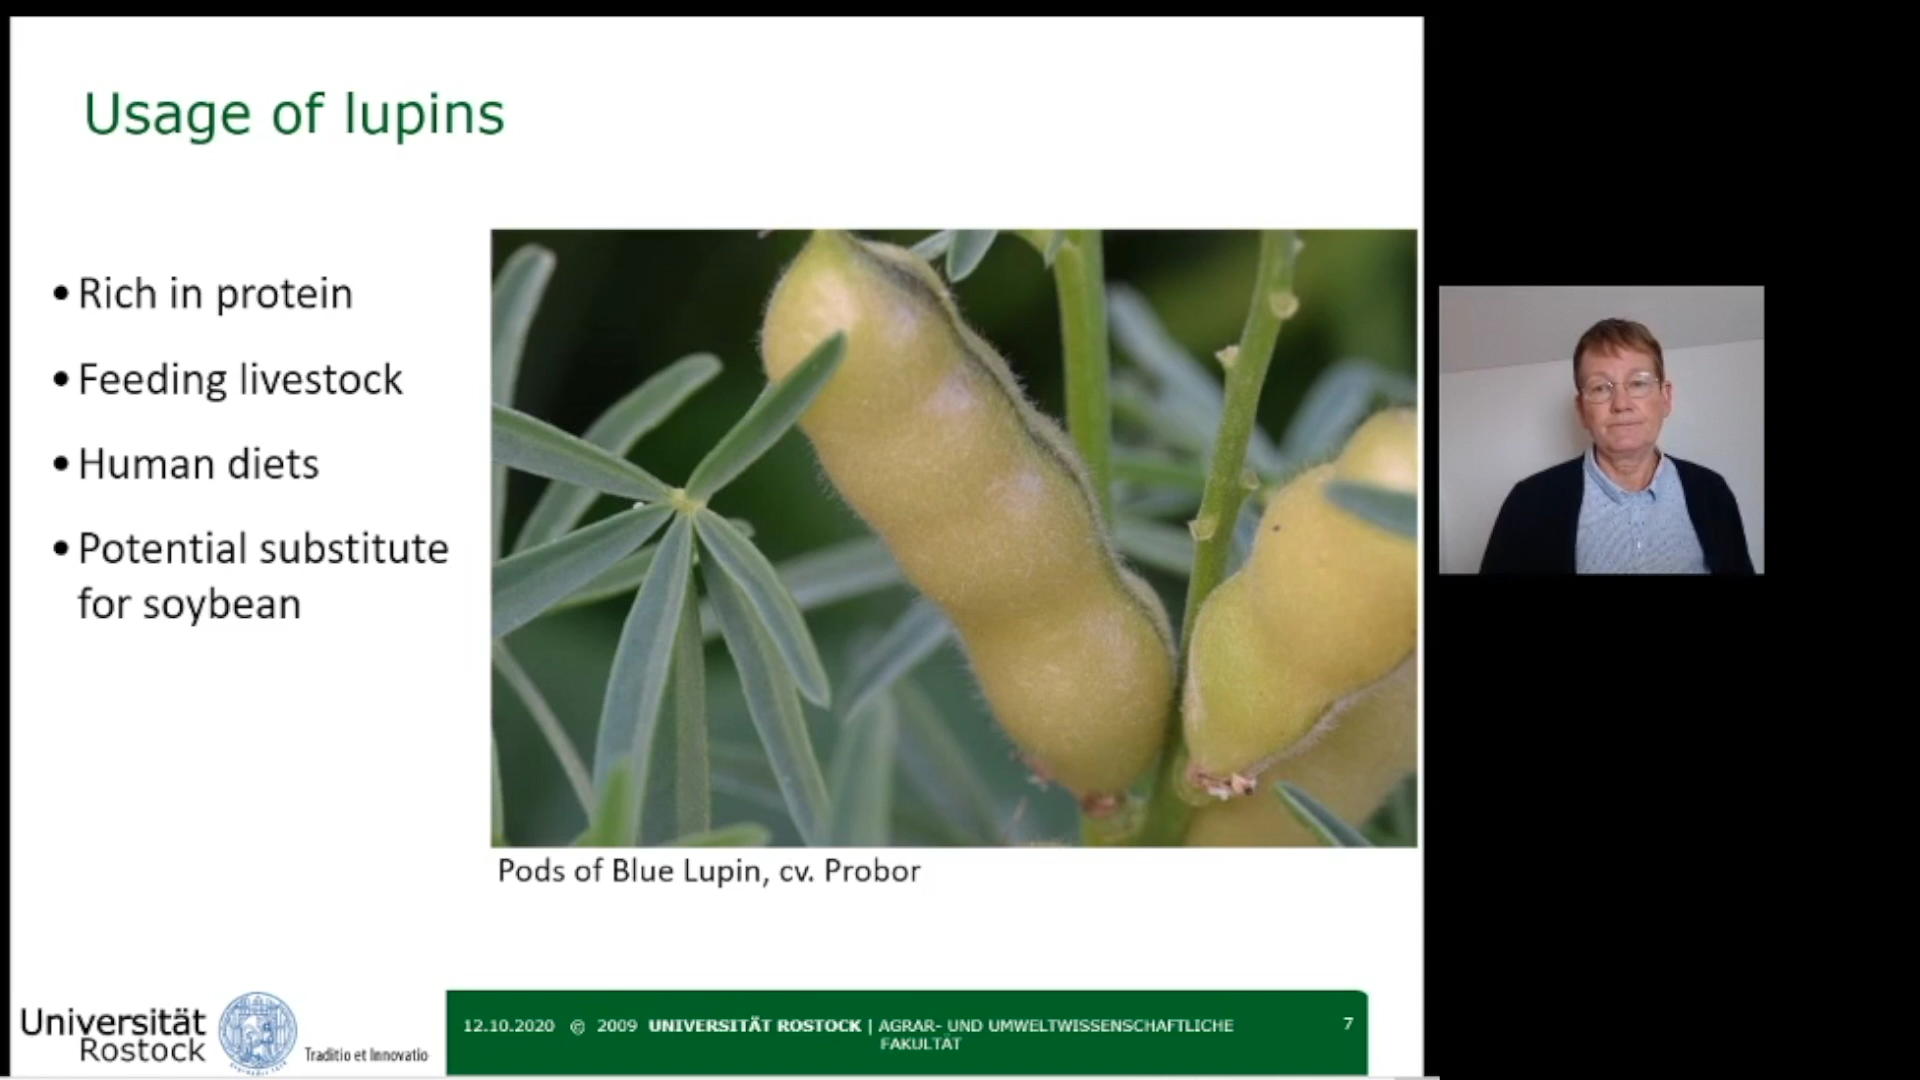 Usage of lupins
• Rich in protein
• Feeding livestock
• Human diets
• Potential substitute
for soybean
Pods of Blue Lupin, cv. Probor
Universität
Rostock
Traditio et Innovatio
12.10.2020 © 2009 UNIVERSITÄT ROSTOCK | AGRAR- UND UMWELTWISSENSCHAFTLICHE
FAKULTÄT
7